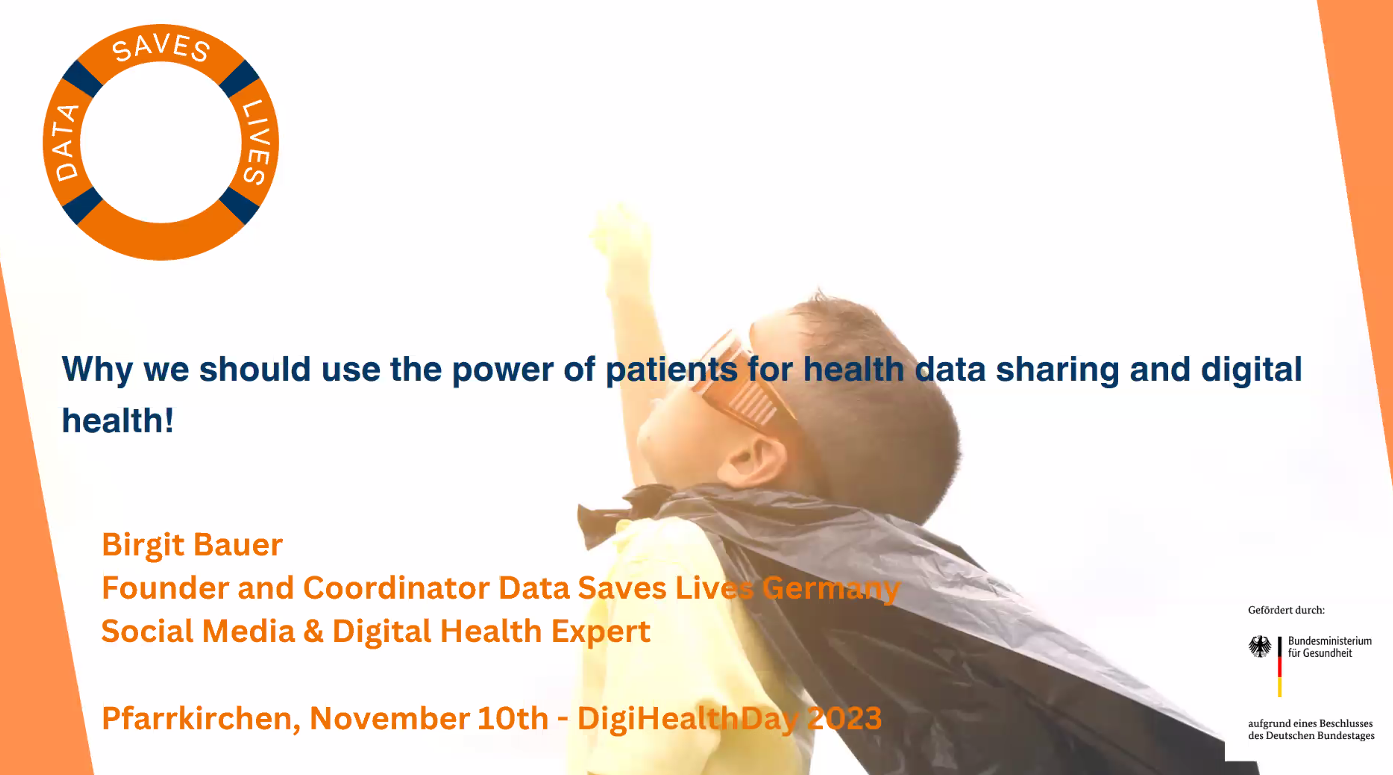 DATA SAVES LIVES
Why we should use the power of patients for health data sharing and digital
health!
Birgit Bauer
Founder and Coordinator Data Saves Lives Germany
Social Media & Digital Health Expert
Pfarrkirchen, November 10th - DigiHealthDay 2023
Gefördert durch:
Bundesministerium
für Gesundheit
aufgrund eines Beschlusses
des Deutschen Bundestages